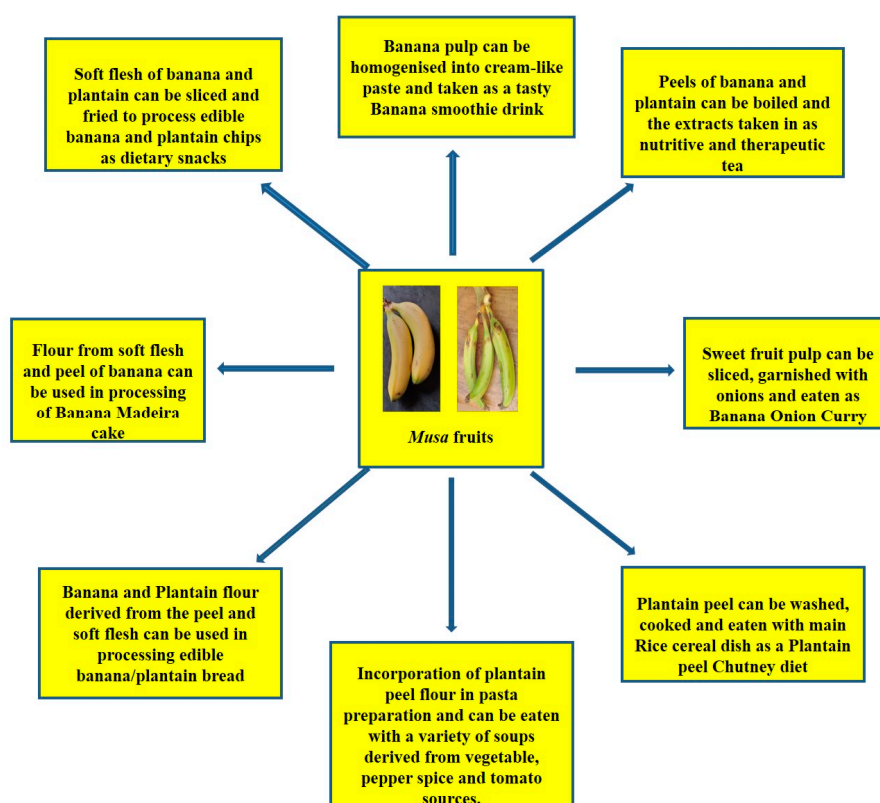 Soft flesh of banana and
plantain can be sliced and
fried to process edible
banana and plantain chips
as dietary snacks
Banana pulp can be
homogenised into cream-like
paste and taken as a tasty
Banana smoothie drink
Peels of banana and
plantain can be boiled and
the extracts taken in as
nutritive and therapeutic
tea
Flour from soft flesh
and peel of banana can
be used in processing
of Banana Madeira
cake
Musa fruits
Sweet fruit pulp can be
sliced, garnished with
onions and eaten as
Banana Onion Curry
Banana and Plantain flour
derived from the peel and
soft flesh can be used in
processing edible
banana/plantain bread
Incorporation of plantain
peel flour in pasta
preparation and can be eaten
with a variety of soups
derived from vegetable,
pepper spice and tomato
sources.
Plantain peel can be washed,
cooked and eaten with main
Rice cereal dish as a Plantain
peel Chutney diet